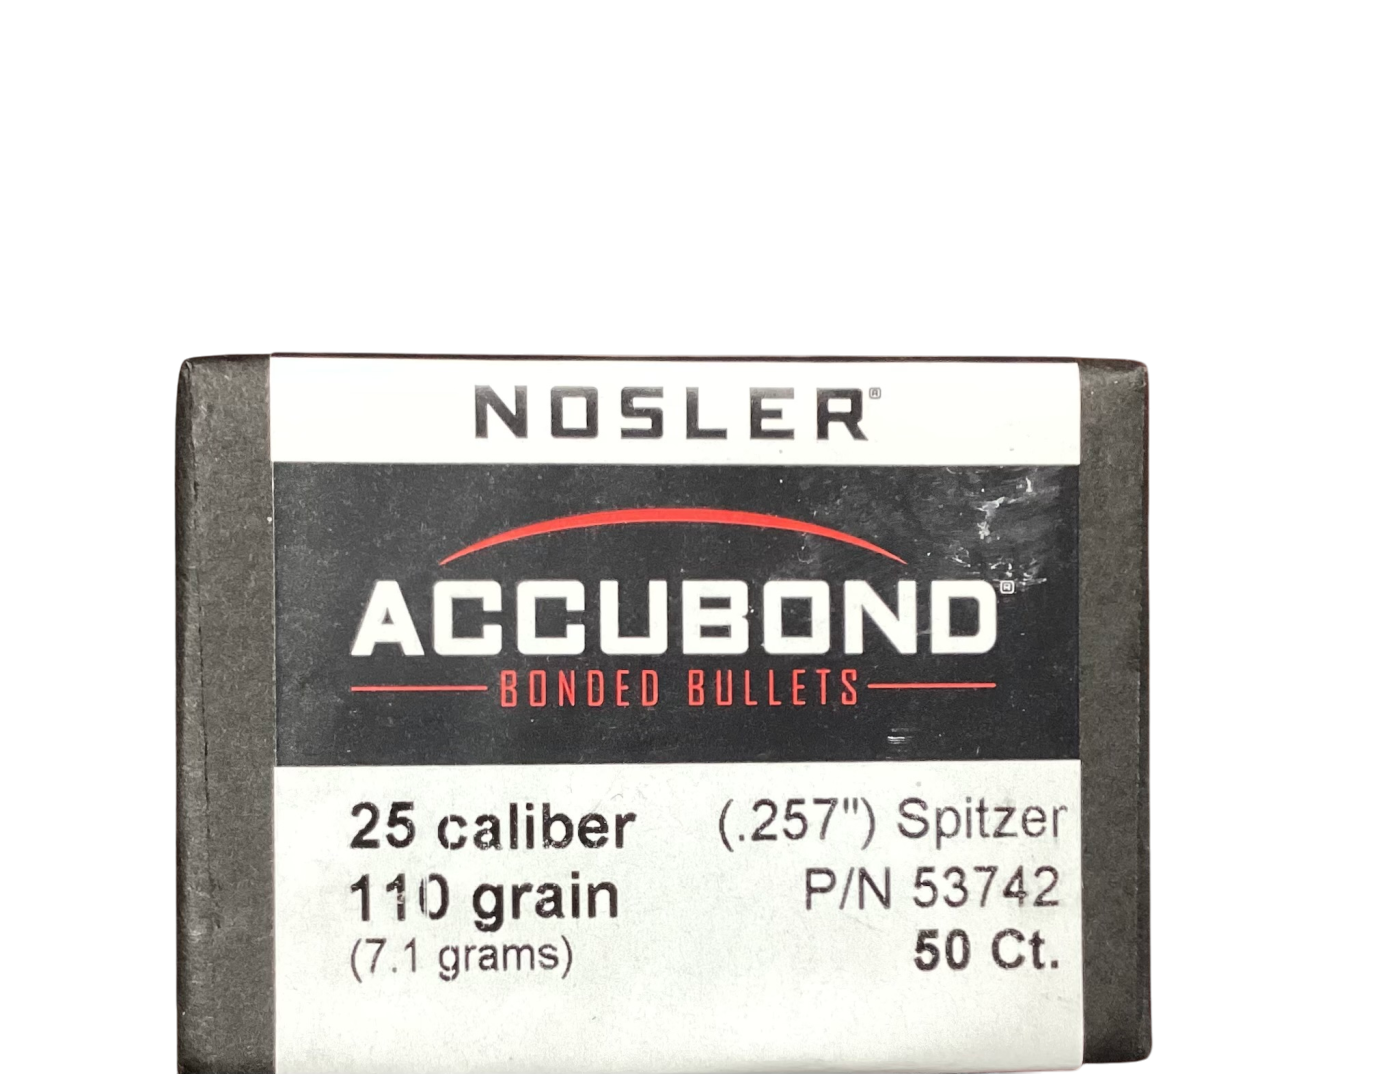 NOSLER®
ACCUBOND®
BONDED BULLETS
25 caliber (.257") Spitzer
110 grain P/N 53742
(7.1 grams) 50 Ct.